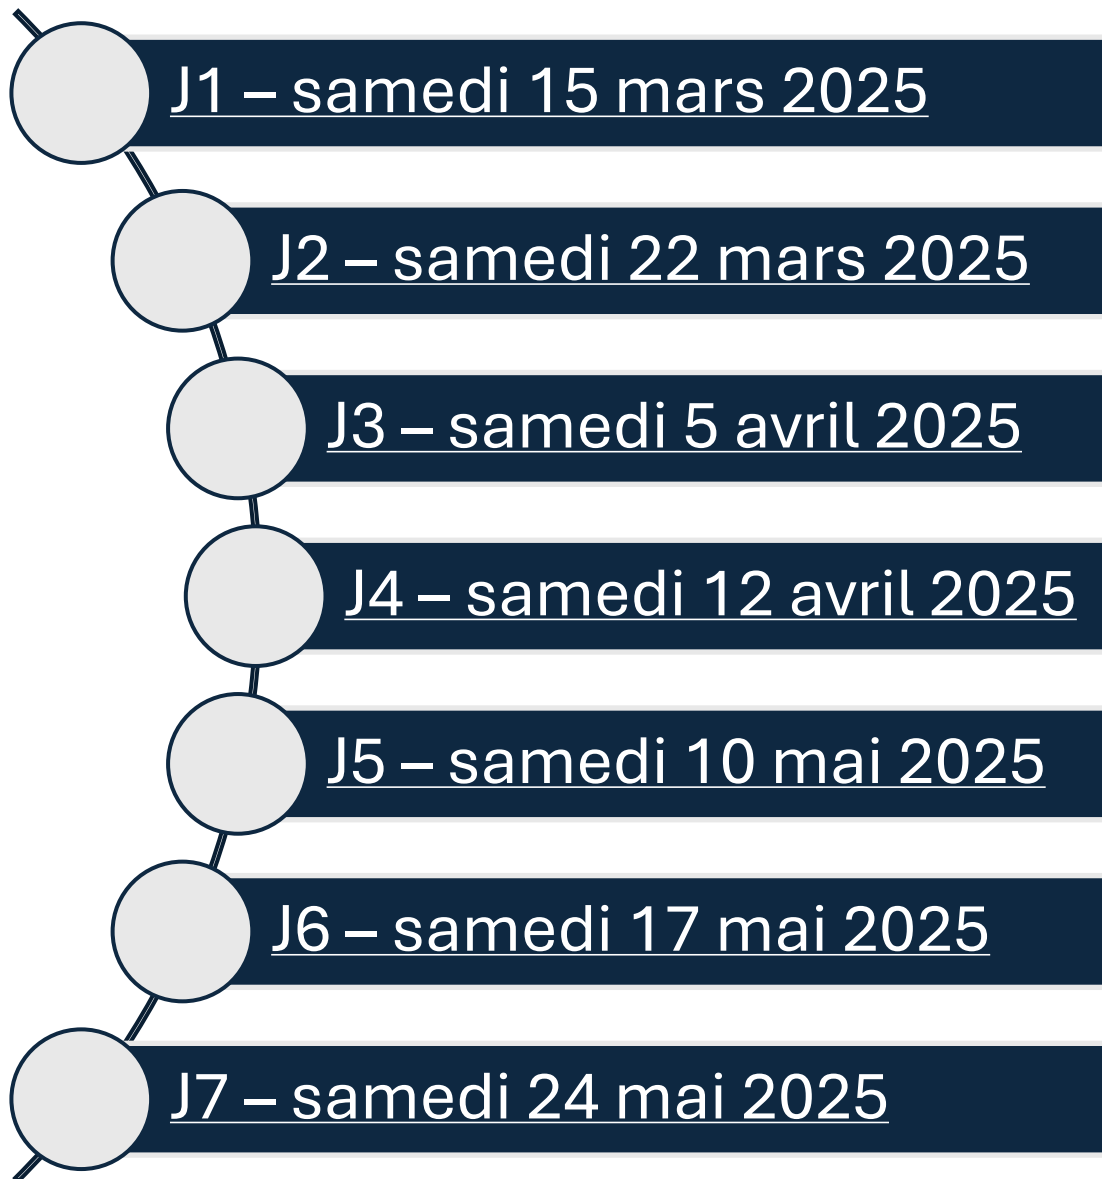 J1 – samedi 15 mars 2025
J2 – samedi 22 mars 2025
J3 – samedi 5 avril 2025
J4 – samedi 12 avril 2025
J5 – samedi 10 mai 2025
J6 – samedi 17 mai 2025
J7 – samedi 24 mai 2025